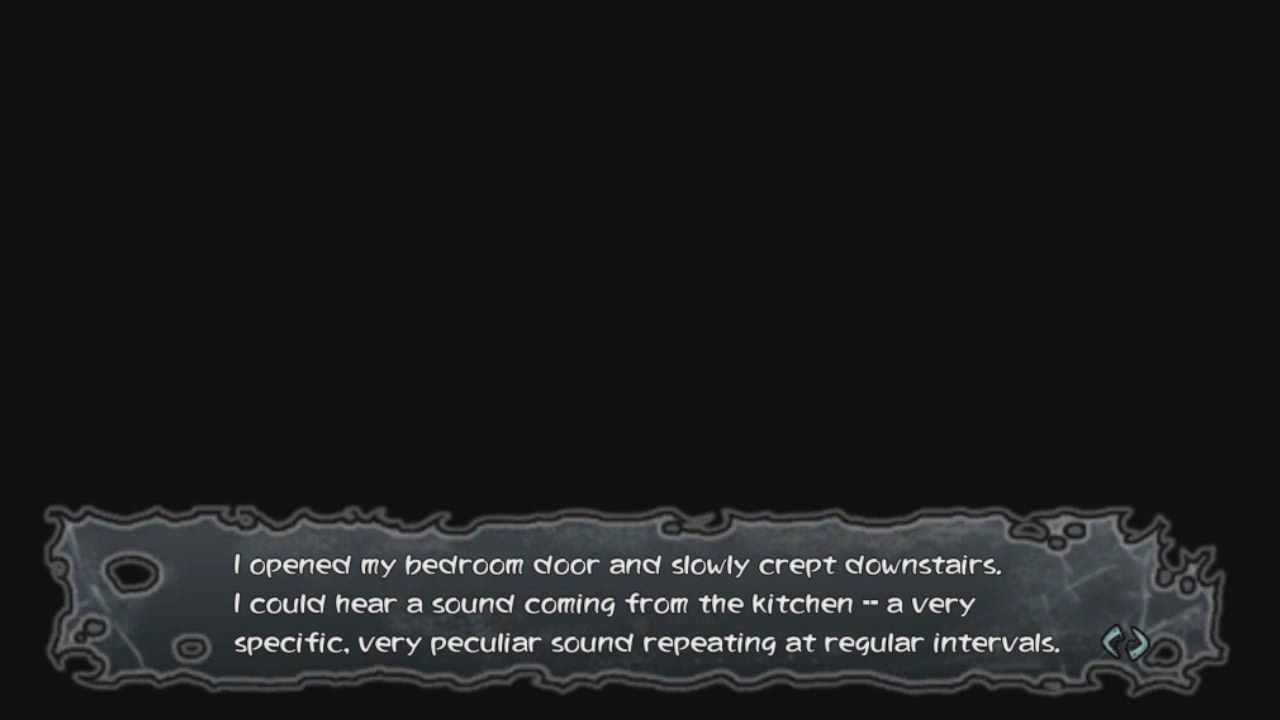 I opened my bedroom door and slowly crept downstairs.
I could hear a sound coming from the kitchen -- a very
specific, very peculiar sound repeating at regular intervals.